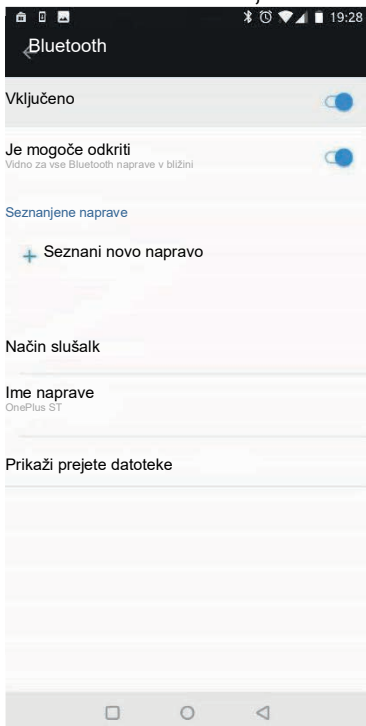 19:28
Bluetooth
Vključeno
Je mogoče odkriti
Vidno za vse Bluetooth naprave v bližini
Seznanjene naprave
+ Seznani novo napravo
Način slušalk
Ime naprave
OnePlus ST
Prikaži prejete datoteke